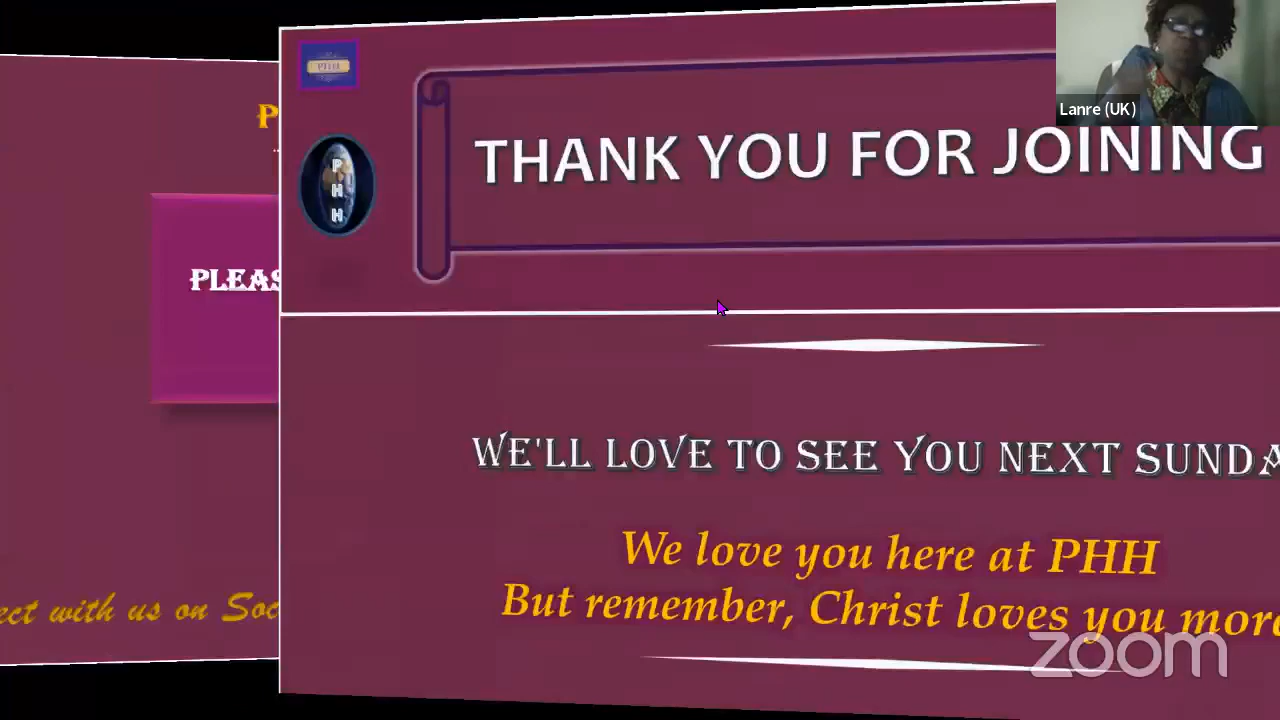 P
PLEAS
ect with us on Soc
PHH
THANK YOU FOR JOINING
Lanre (UK)
WE'LL LOVE TO SEE YOU NEXT SUNDA
We love you here at PHH
But remember, Christ loves you more
zoom